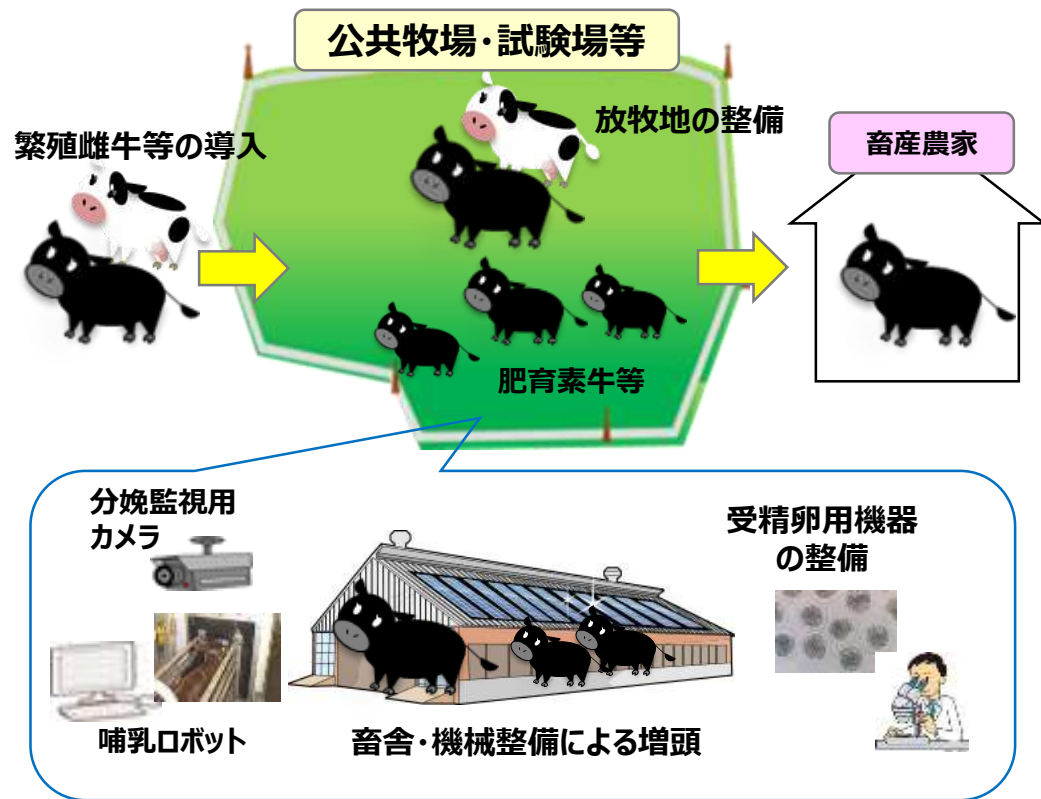 公共牧場・試験場等
放牧地の整備
繁殖雌牛等の導入
畜産農家
肥育素牛等
分娩監視用
カメラ
受精卵用機器
の整備
哺乳ロボット
畜舎・機械整備による増頭